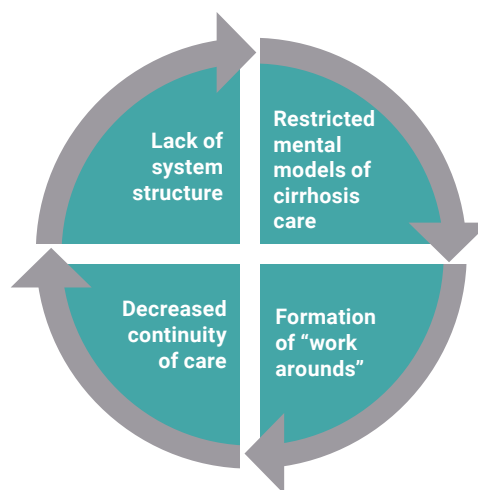 Lack of
system
structure
Restricted
mental
models of
cirrhosis
care
Decreased
continuity
of care
Formation
of “work
arounds”